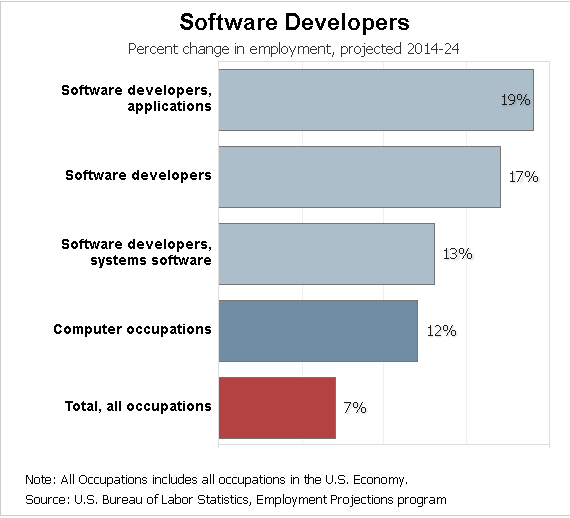 Software Developers
Percent change in employment, projected 2014-24
Software developers,
applications
19%
Software developers
17%
Software developers,
systems software
13%
Computer occupations
12%
Total, all occupations
7%
Note: All Occupations includes all occupations in the U.S. Economy.
Source: U.S. Bureau of Labor Statistics, Employment Projections program